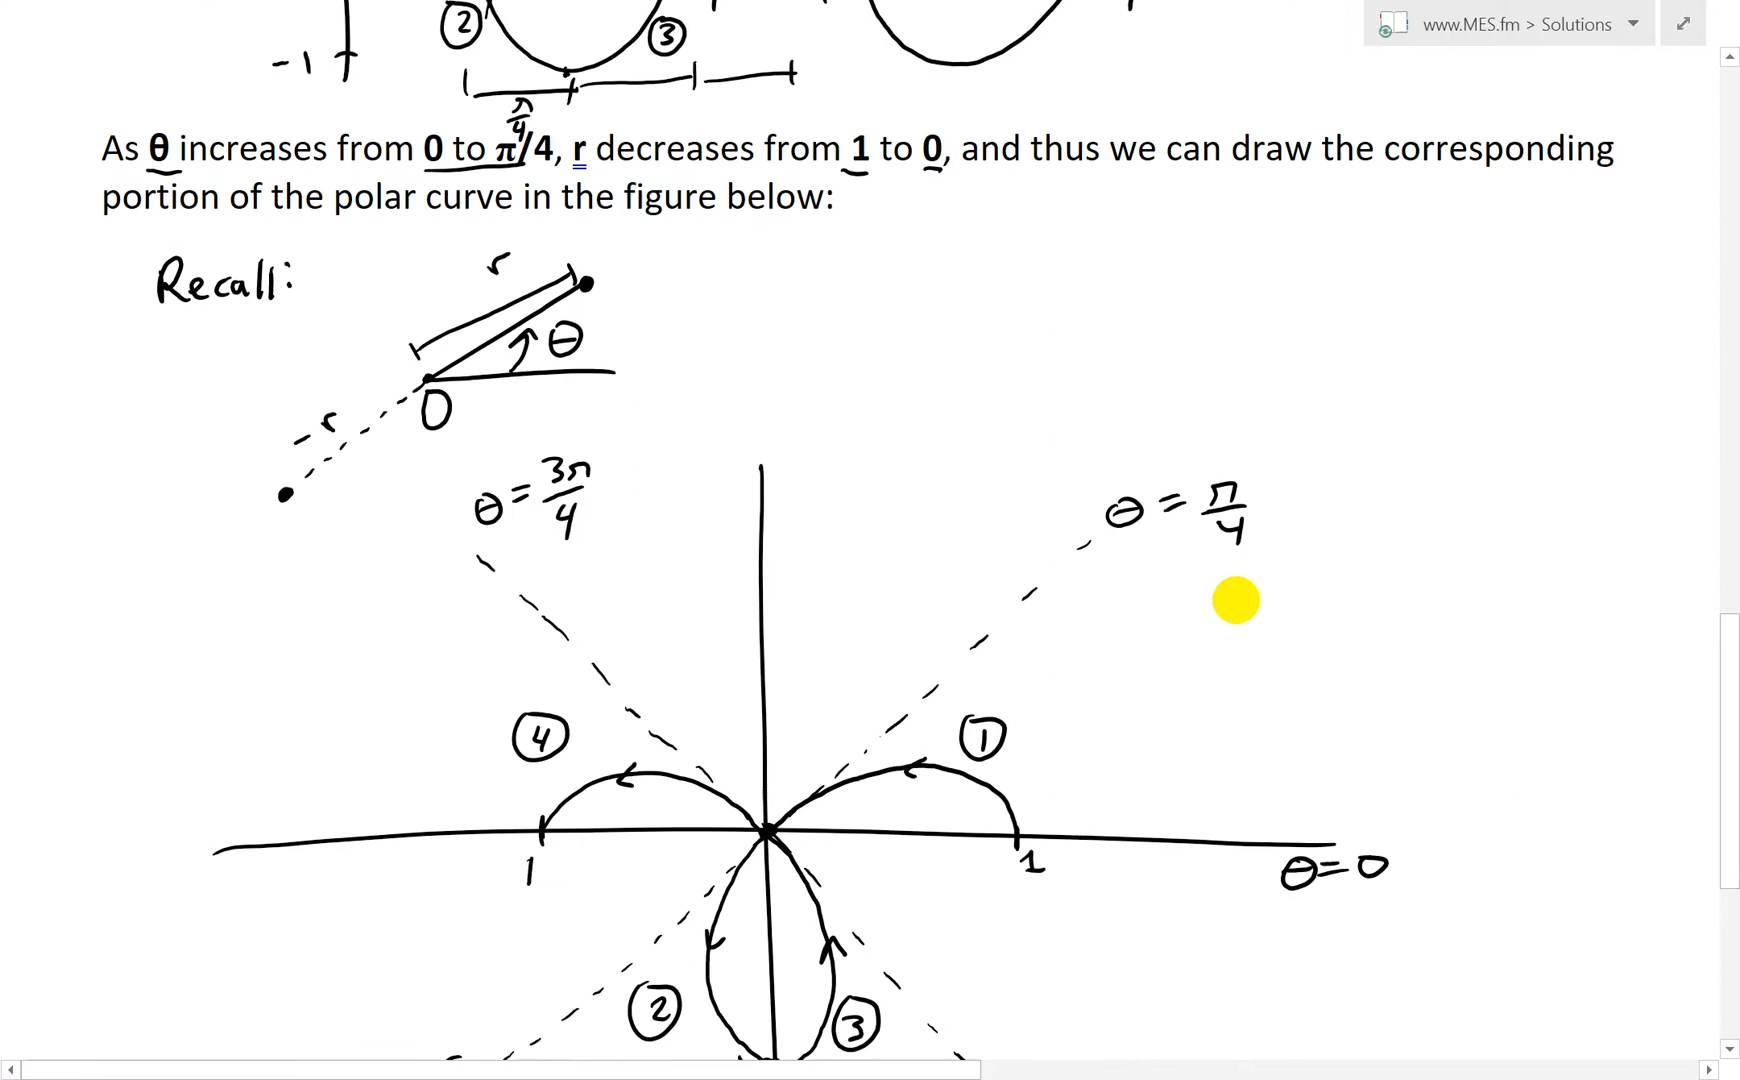 www.MES.fm > Solutions
② ③
-1
π/4
As θ increases from 0 to π/4, r decreases from 1 to 0, and thus we can draw the corresponding
portion of the polar curve in the figure below:
Recall:
r
θ
O
-r
θ = 3π/4
θ = π/4
④ ①
1 1
θ = 0
② ③